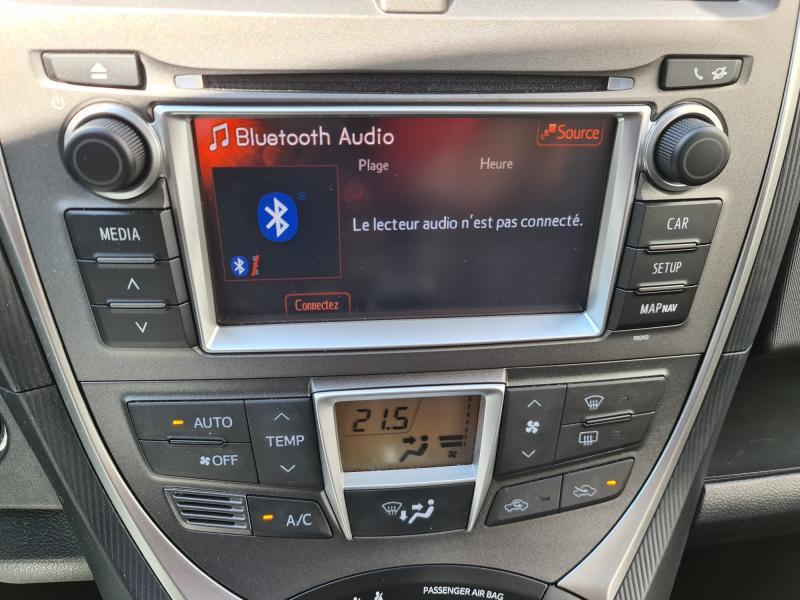 Bluetooth Audio
Source
Plage Heure
Le lecteur audio n'est pas connecté.
Connectez
MEDIA
CAR
SETUP
MAP NAV
AUTO
OFF
TEMP
21.5
A/C
PASSENGER AIR BAG